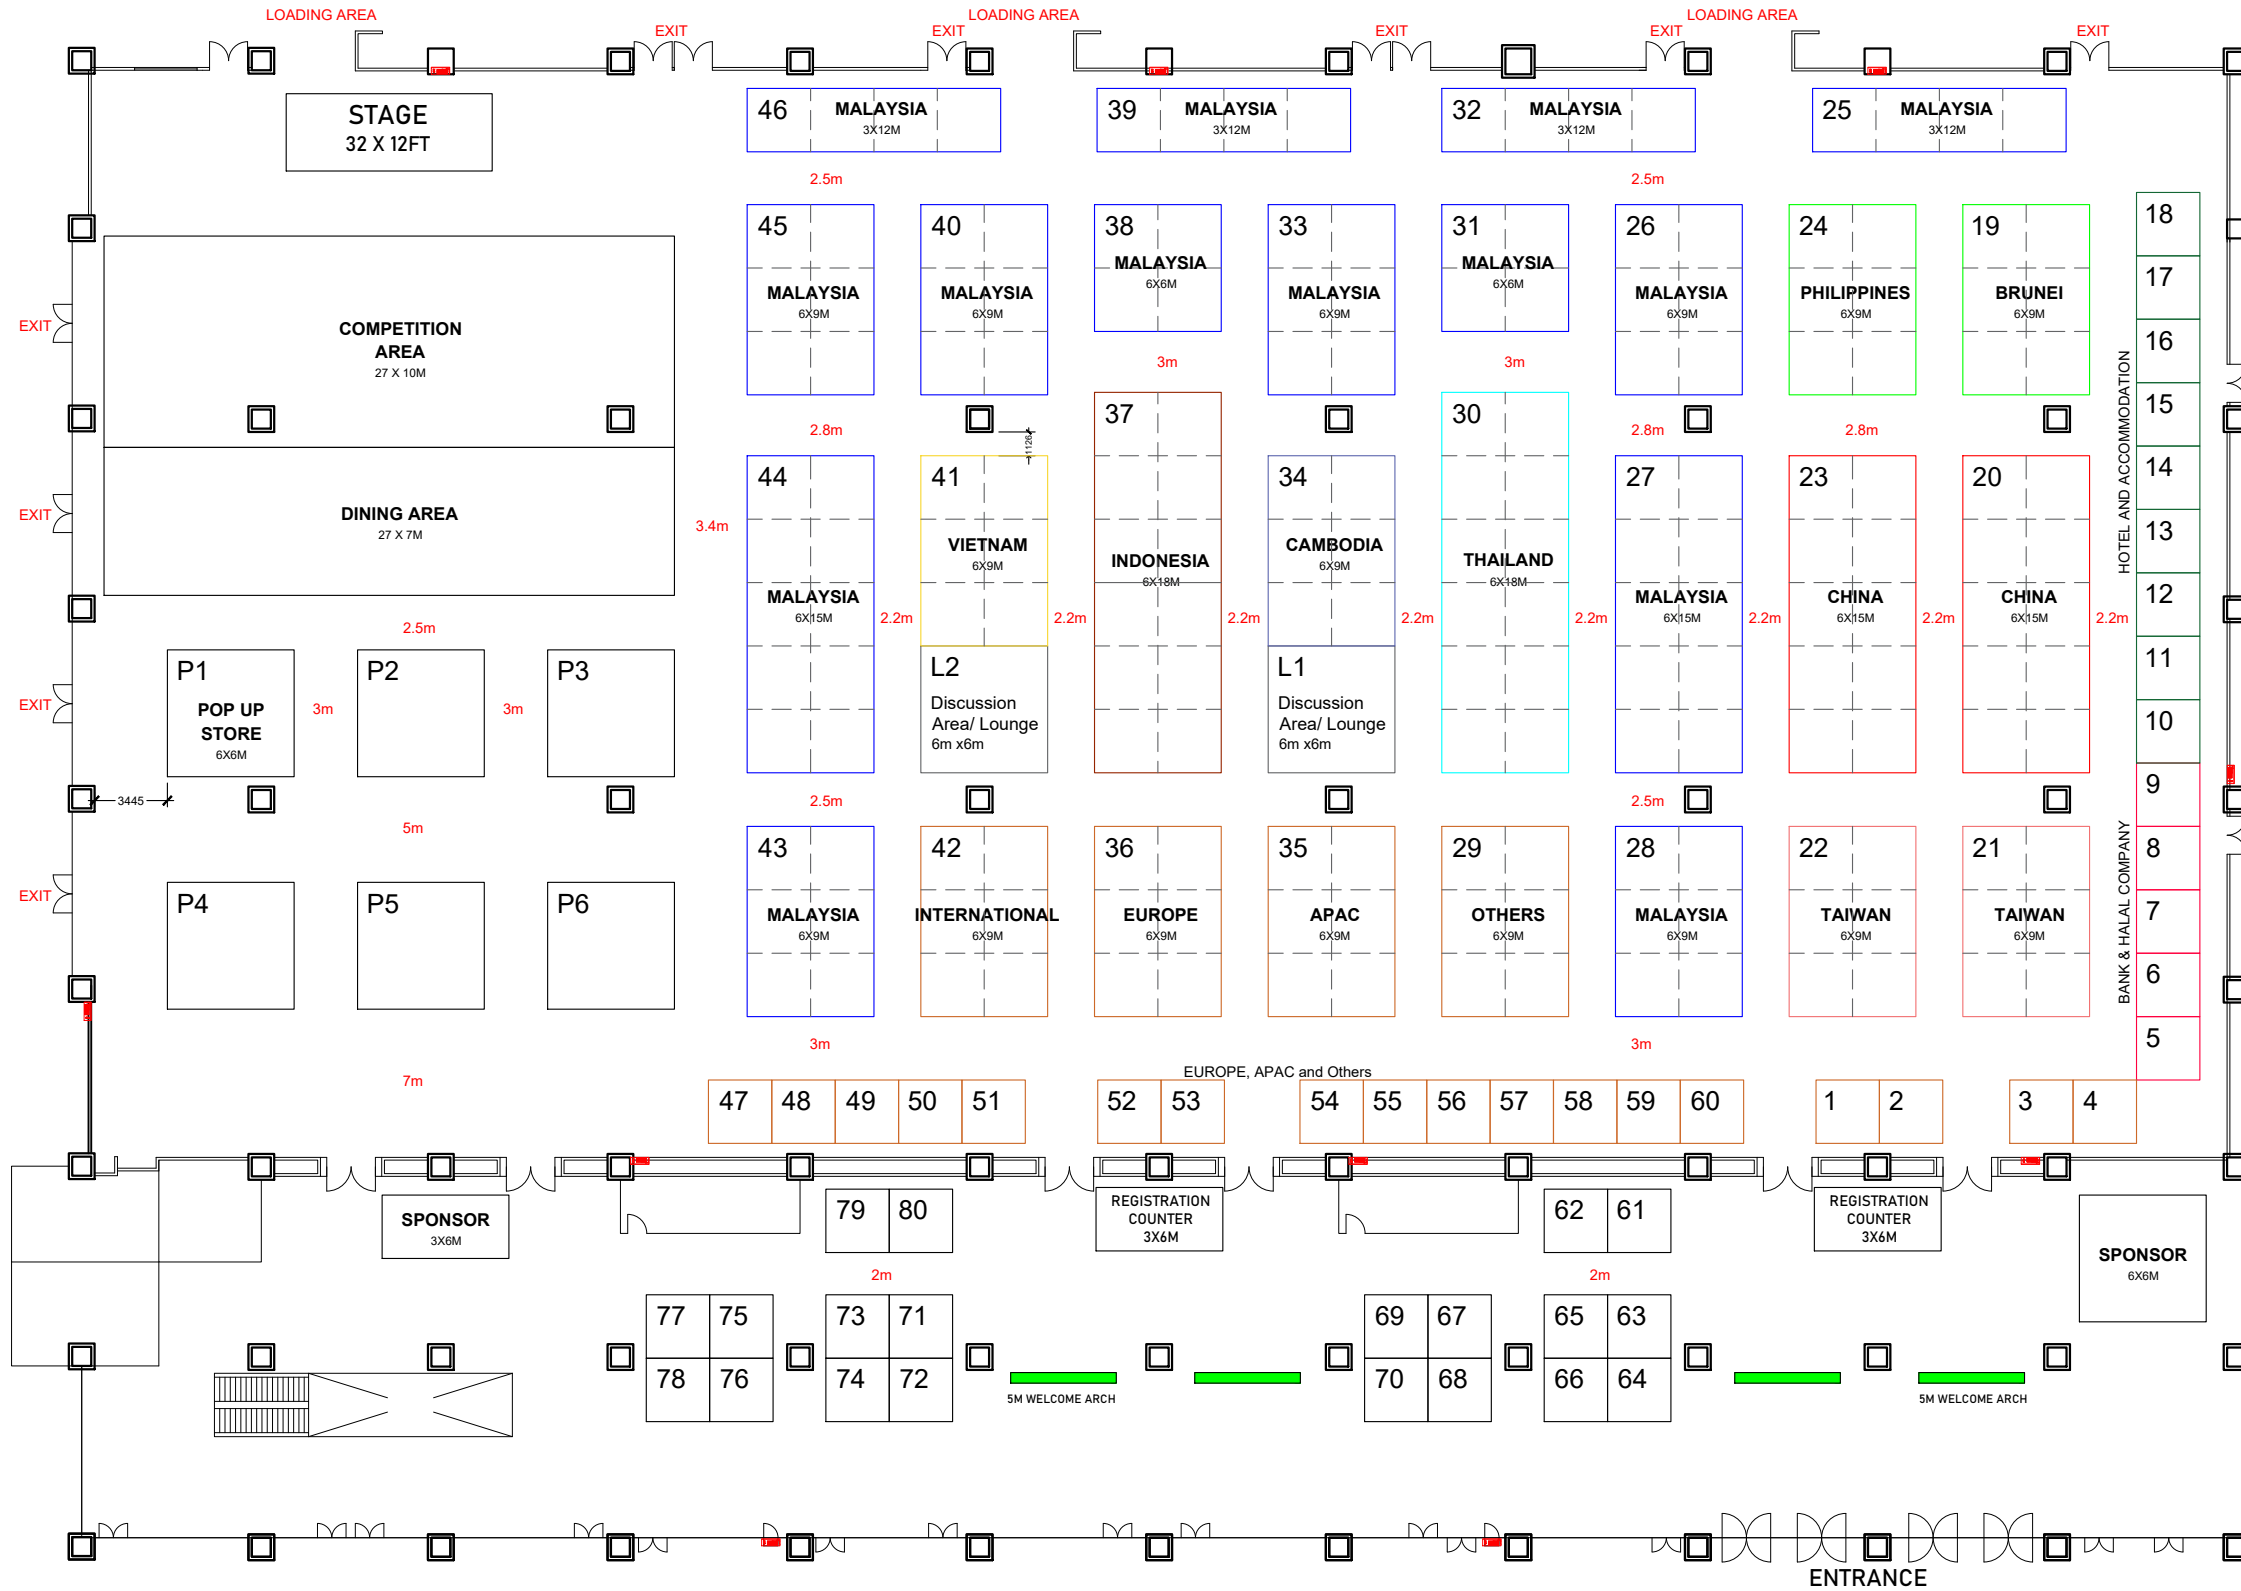 LOADING AREA
LOADING AREA
LOADING AREA
EXIT
EXIT
EXIT
EXIT
EXIT
STAGE
32 X 12FT
46
MALAYSIA
3X12M
39
MALAYSIA
3X12M
32
MALAYSIA
3X12M
25
MALAYSIA
3X12M
2.5m
2.5m
45
MALAYSIA
6X9M
40
MALAYSIA
6X9M
38
MALAYSIA
6X6M
33
MALAYSIA
6X9M
31
MALAYSIA
6X6M
26
MALAYSIA
6X9M
24
PHILIPPINES
6X9M
19
BRUNEI
6X9M
18
17
16
15
14
13
12
11
10
HOTEL AND ACCOMMODATION
EXIT
COMPETITION
AREA
27 X 10M
3m
3m
2.8m
2.8m
2.8m
1126
EXIT
DINING AREA
27 X 7M
3.4m
44
MALAYSIA
6X15M
41
VIETNAM
6X9M
37
INDONESIA
6X18M
34
CAMBODIA
6X9M
30
THAILAND
6X18M
27
MALAYSIA
6X15M
23
CHINA
6X15M
20
CHINA
6X15M
2.2m
2.2m
2.2m
2.2m
2.2m
2.2m
2.2m
2.2m
2.5m
L2
Discussion
Area/ Lounge
6m x6m
L1
Discussion
Area/ Lounge
6m x6m
EXIT
P1
POP UP
STORE
6X6M
3m
P2
3m
P3
3445
5m
2.5m
2.5m
9
8
7
6
5
BANK & HALAL COMPANY
EXIT
P4
P5
P6
43
MALAYSIA
6X9M
42
INTERNATIONAL
6X9M
36
EUROPE
6X9M
35
APAC
6X9M
29
OTHERS
6X9M
28
MALAYSIA
6X9M
22
TAIWAN
6X9M
21
TAIWAN
6X9M
3m
3m
7m
EUROPE, APAC and Others
47 48 49 50 51
52 53
54 55 56 57 58 59 60
1 2
3 4
SPONSOR
3X6M
79 80
REGISTRATION
COUNTER
3X6M
62 61
REGISTRATION
COUNTER
3X6M
SPONSOR
6X6M
2m
2m
77 75
73 71
69 67
65 63
78 76
74 72
70 68
66 64
5M WELCOME ARCH
5M WELCOME ARCH
ENTRANCE